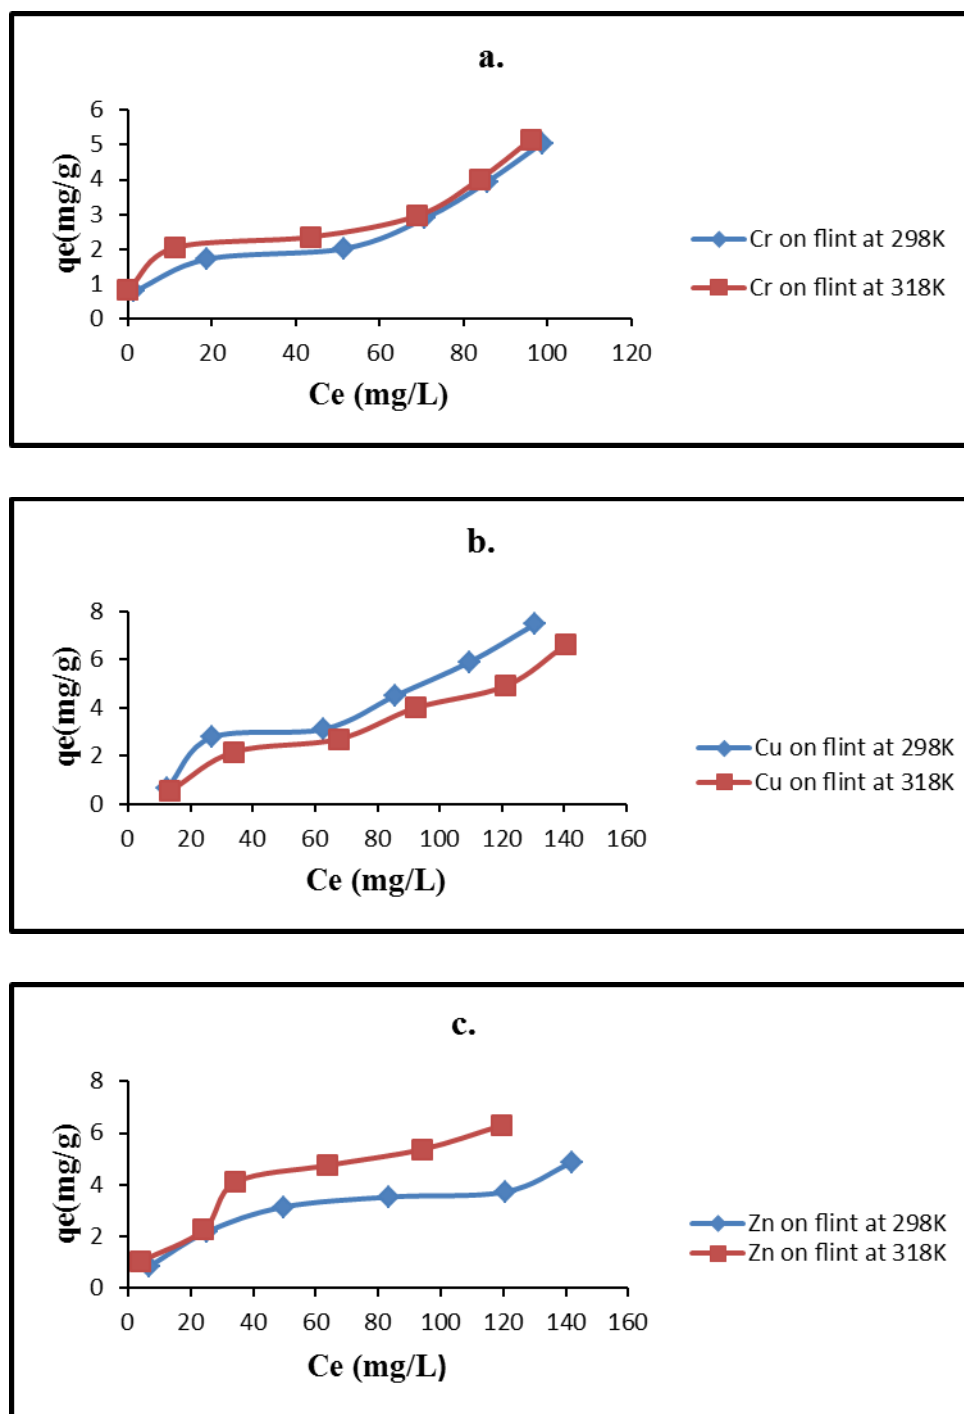 a.
6
5
4
3
2
1
0
qe(mg/g)
0 20 40 60 80 100 120
Ce (mg/L)
Cr on flint at 298K
Cr on flint at 318K
b.
8
6
4
2
0
qe(mg/g)
0 20 40 60 80 100 120 140 160
Ce (mg/L)
Cu on flint at 298K
Cu on flint at 318K
c.
8
6
4
2
0
qe(mg/g)
0 20 40 60 80 100 120 140 160
Ce (mg/L)
Zn on flint at 298K
Zn on flint at 318K